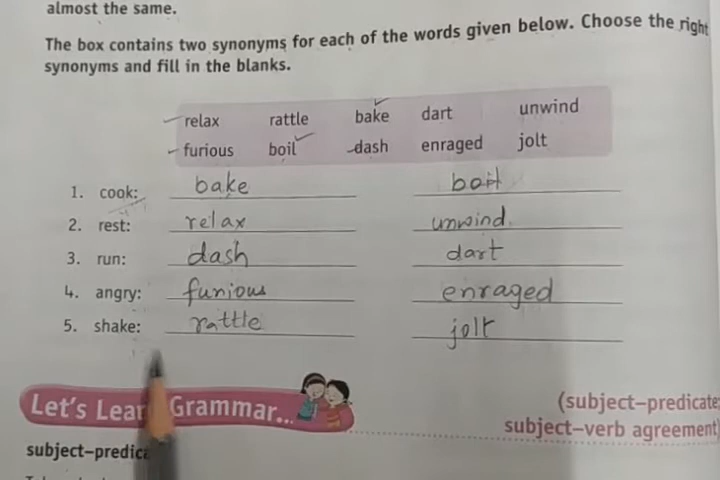 almost the same.
The box contains two synonyms for each of the words given below. Choose the right
synonyms and fill in the blanks.
relax rattle bake dart unwind
furious boil dash enraged jolt
1. cook: bake boil
2. rest: relax unwind.
3. run: dash dart
4. angry: furious enraged
5. shake: rattle jolt
Let's Lear Grammar...
(subject–predicate
subject–verb agreement)
subject–predica